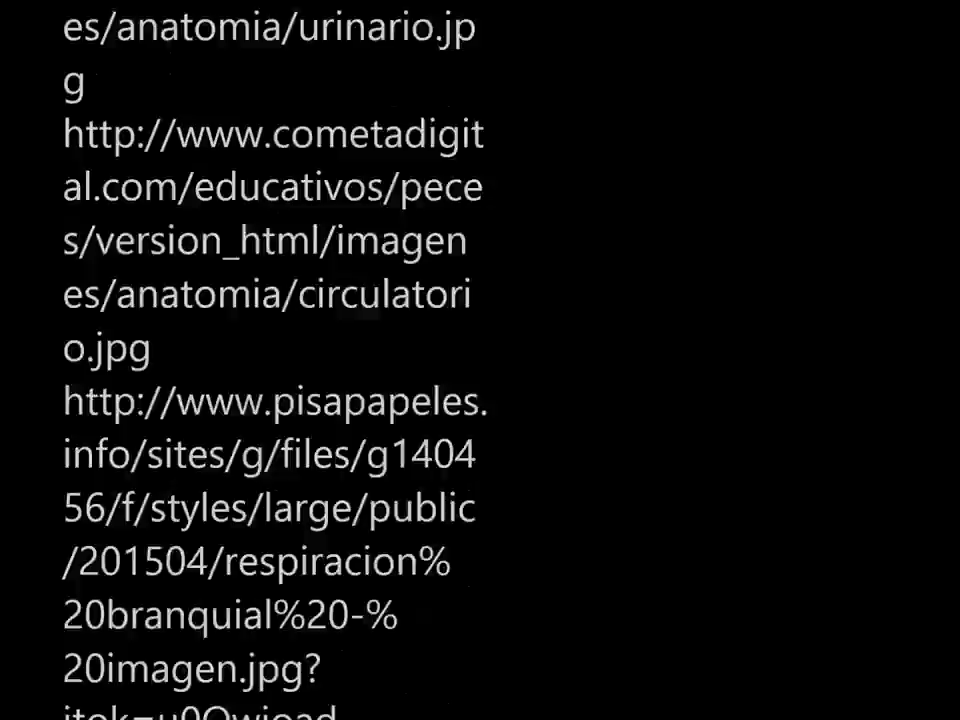 es/anatomia/urinario.jp
g
http://www.cometadigit
al.com/educativos/pece
s/version_html/imagen
es/anatomia/circulatori
o.jpg
http://www.pisapapeles.
info/sites/g/files/g1404
56/f/styles/large/public
/201504/respiracion%
20branquial%20-%
20imagen.jpg?